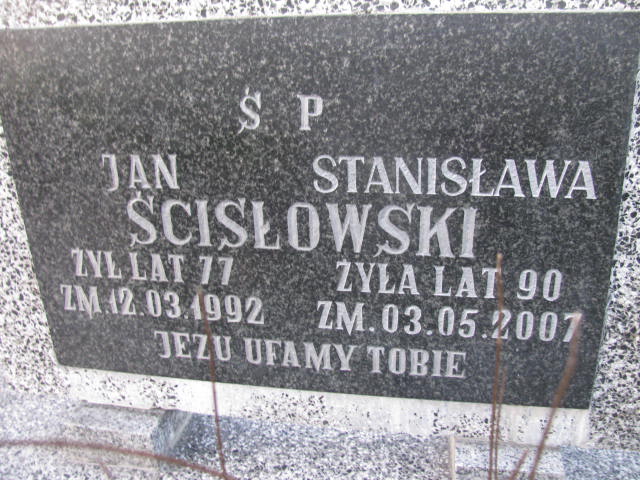 Ś P
JAN STANISŁAWA
ŚCISŁOWSKI
ŻYŁ LAT 77 ŻYŁA LAT 90
ZM. 12.03.1992 ZM. 03.05.2007
JEZU UFAMY TOBIE